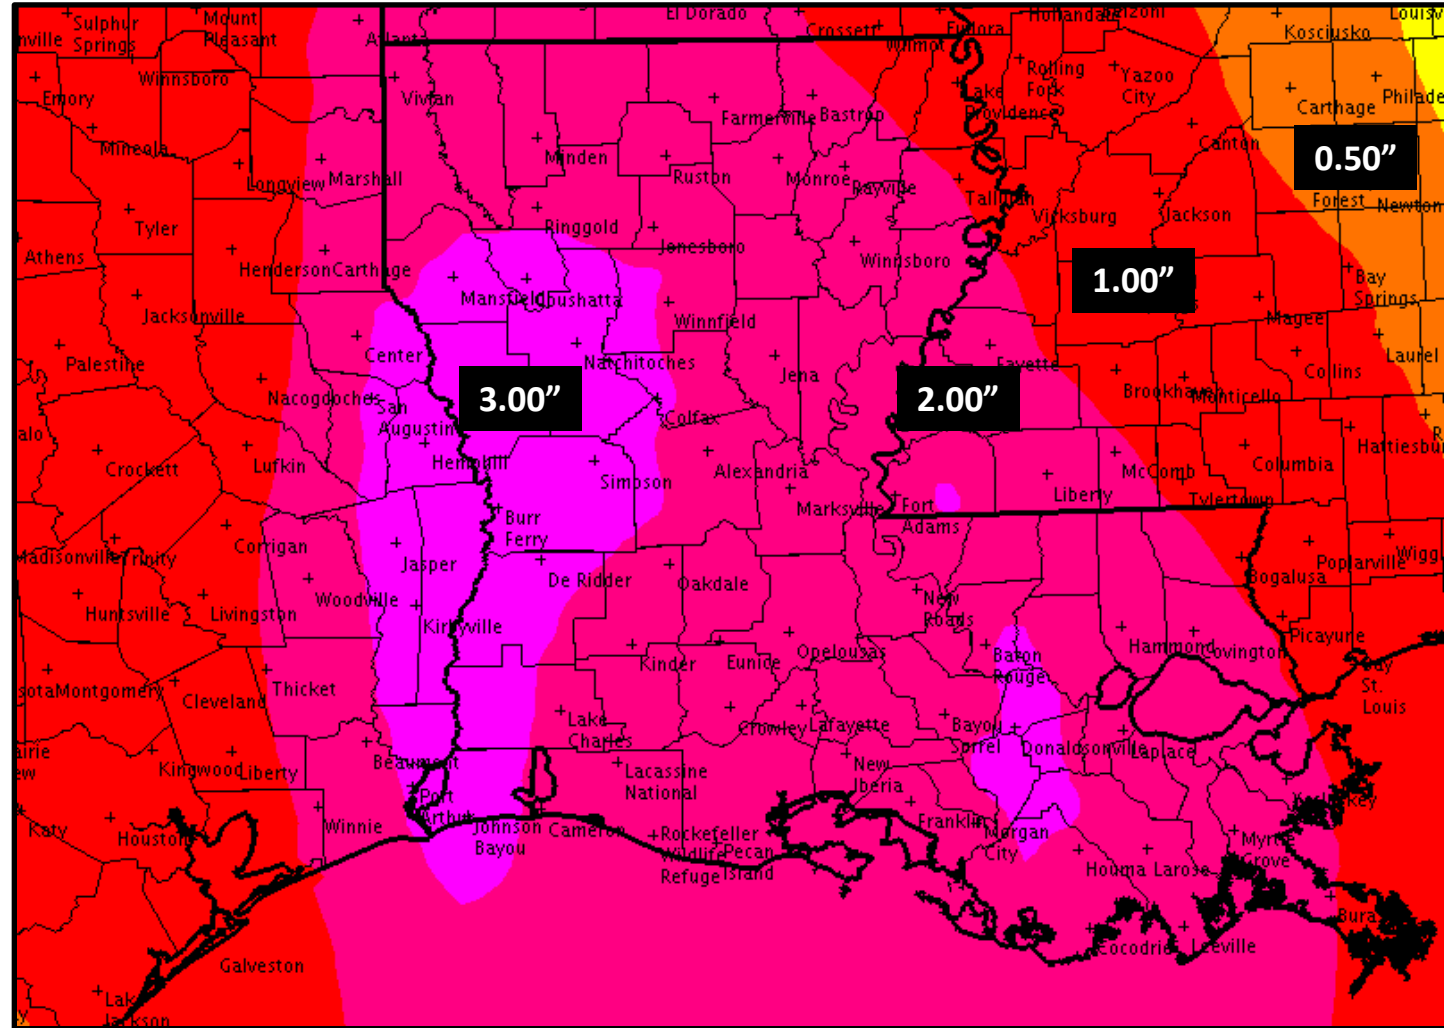 Sulphur
Springs
Mount
Pleasant
Atlanta
El Dorado
Crossett
Wilmot
Eudora
Kosciusko
Winnsboro
Emory
Vivian
Farmerville
Bastrop
Lake
Providence
Rolling
Fork
Yazoo
City
Carthage
Mineola
Longview
Marshall
Minden
Ruston
Monroe
Rayville
Tallulah
Vicksburg
Canton
Jackson
0.50”
Forest
Newton
Tyler
Ringgold
Jonesboro
Winnsboro
Athens
Henderson
Carthage
Mansfield
Coushatta
1.00”
Bay
Springs
Jacksonville
Winnfield
Magee
Palestine
Center
Natchitoches
Jena
Fayette
Laurel
Nacogdoches
San
Augustin
3.00”
Colfax
2.00”
Brookhaven
Monticello
Collins
Crockett
Lufkin
Hemphill
Simpson
Alexandria
Marksville
Fort
Adams
Liberty
McComb
Tylertown
Columbia
Burr
Ferry
Trinity
Corrigan
Jasper
De Ridder
Oakdale
Bogalusa
Poplarville
Huntsville
Livingston
Woodville
Kirbyville
New
Roads
Kinder
Eunice
Opelousas
Baton
Rouge
Hammond
Covington
Picayune
Montgomery
Cleveland
Thicket
Lake
Charles
Crowley
Lafayette
Bayou
Sorrel
Donaldsonville
Laplace
Bay
St.
Louis
Kingwood
Liberty
Beaumont
Lacassine
National
New
Iberia
Katy
Houston
Winnie
Port
Arthur
Johnson
Bayou
Cameron
Rockefeller
Wildlife
Refuge
Pecan
Island
Franklin
Morgan
City
Houma
Larose
Myrtle
Grove
Galveston
Cocodrie
Leeville
Lake
Jackson